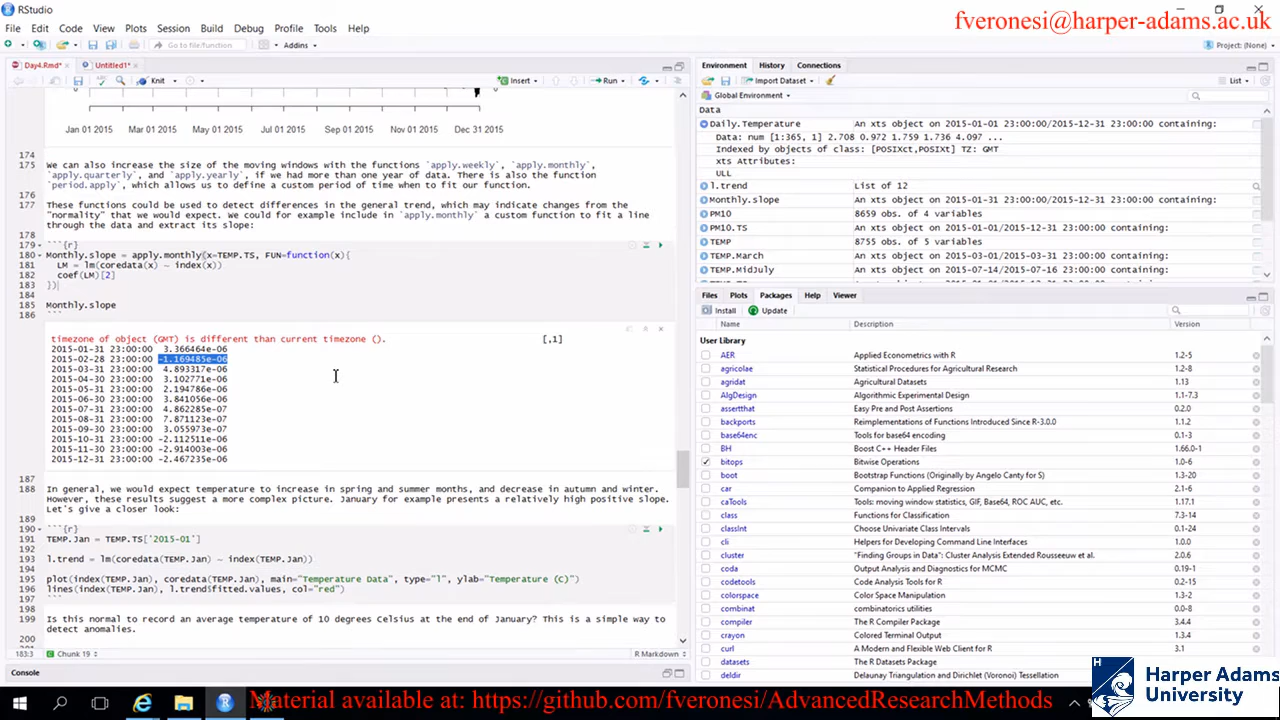 RStudio
fveronesi@harper-adams.ac.uk
File Edit Code View Plots Session Build Debug Profile Tools Help
Go to file/function Addins
Project: (None)
Day4.Rmd* Untitled1*
Knit Insert Run
Jan 01 2015 Mar 01 2015 May 01 2015 Jul 01 2015 Sep 01 2015 Nov 01 2015 Dec 31 2015
174
175 We can also increase the size of the moving windows with the functions `apply.weekly`, `apply.monthly`,
`apply.quarterly`, and `apply.yearly`, if we had more than one year of data. There is also the function
`period.apply`, which allows us to define a custom period of time when to fit our function.
176
177 These functions could be used to detect differences in the general trend, which may indicate changes from the
"normality" that we would expect. We could for example include in `apply.monthly` a custom function to fit a line
through the data and extract its slope:
178
179 ```{r}
180 Monthly.slope = apply.monthly(x=TEMP.TS, FUN=function(x){
181 LM = lm(coredata(x) ~ index(x))
182 coef(LM)[2]
183 })
184
185 Monthly.slope
186 ```
timezone of object (GMT) is different than current timezone (). [,1]
2015-01-31 23:00:00 3.366464e-06
2015-02-28 23:00:00 -1.169485e-06
2015-03-31 23:00:00 4.893317e-06
2015-04-30 23:00:00 3.102771e-06
2015-05-31 23:00:00 2.194786e-06
2015-06-30 23:00:00 3.841056e-06
2015-07-31 23:00:00 4.862285e-07
2015-08-31 23:00:00 7.871123e-07
2015-09-30 23:00:00 3.055973e-07
2015-10-31 23:00:00 -2.112511e-06
2015-11-30 23:00:00 -2.914003e-06
2015-12-31 23:00:00 -2.467235e-06
187
188 In general, we would expect temperature to increase in spring and summer months, and decrease in autumn and winter.
However, these results suggest a more complex picture. January for example presents a relatively high positive slope.
Let's give a closer look:
189
190 ```{r}
191 TEMP.Jan = TEMP.TS['2015-01']
192
193 l.trend = lm(coredata(TEMP.Jan) ~ index(TEMP.Jan))
194
195 plot(index(TEMP.Jan), coredata(TEMP.Jan), main="Temperature Data", type="l", ylab="Temperature (C)")
196 lines(index(TEMP.Jan), l.trend$fitted.values, col="red")
197 ```
198
199 Is this normal to record an average temperature of 10 degrees Celsius at the end of January? This is a simple way to
detect anomalies.
200
183:3 Chunk 19 R Markdown
Console
Environment History Connections
Import Dataset List
Global Environment
Data
Daily.Temperature An xts object on 2015-01-01 23:00:00/2015-12-31 23:00:00 containing:
Data: num [1:365, 1] 2.708 0.972 1.759 1.736 4.097 ...
Indexed by objects of class: [POSIXct,POSIXt] TZ: GMT
xts Attributes:
ULL
l.trend List of 12
Monthly.slope An xts object on 2015-01-31 23:00:00/2015-12-31 23:00:00 containing:
PM10 8659 obs. of 4 variables
PM10.TS An xts object on 2015-01-01/2015-12-31 23:00:00 containing:
TEMP 8755 obs. of 5 variables
TEMP.March An xts object on 2015-03-01/2015-03-31 23:00:00 containing:
TEMP.MidJuly An xts object on 2015-07-14/2015-07-16 23:00:00 containing:
Files Plots Packages Help Viewer
Install Update
Name Description Version
User Library
AER Applied Econometrics with R 1.2-5
agricolae Statistical Procedures for Agricultural Research 1.2-8
agridat Agricultural Datasets 1.13
AlgDesign Algorithmic Experimental Design 1.1-7.3
assertthat Easy Pre and Post Assertions 0.2.0
backports Reimplementations of Functions Introduced Since R-3.0.0 1.1.2
base64enc Tools for base64 encoding 0.1-3
BH Boost C++ Header Files 1.66.0-1
bitops Bitwise Operations 1.0-6
boot Bootstrap Functions (Originally by Angelo Canty for S) 1.3-20
car Companion to Applied Regression 2.1-6
caTools Tools: moving window statistics, GIF, Base64, ROC AUC, etc. 1.17.1
class Functions for Classification 7.3-14
classInt Choose Univariate Class Intervals 0.1-24
cli Helpers for Developing Command Line Interfaces 1.0.0
cluster "Finding Groups in Data": Cluster Analysis Extended Rousseeuw et al. 2.0.6
coda Output Analysis and Diagnostics for MCMC 0.19-1
codetools Code Analysis Tools for R 0.2-15
colorspace Color Space Manipulation 1.3-2
combinat combinatorics utilities 0.0-8
compiler The R Compiler Package 3.4.4
crayon Colored Terminal Output 1.3.4
curl A Modern and Flexible Web Client for R 3.1
datasets The R Datasets Package
deldir Delaunay Triangulation and Dirichlet (Voronoi) Tessellation
Material available at: https://github.com/fveronesi/AdvancedResearchMethods
Harper Adams
University